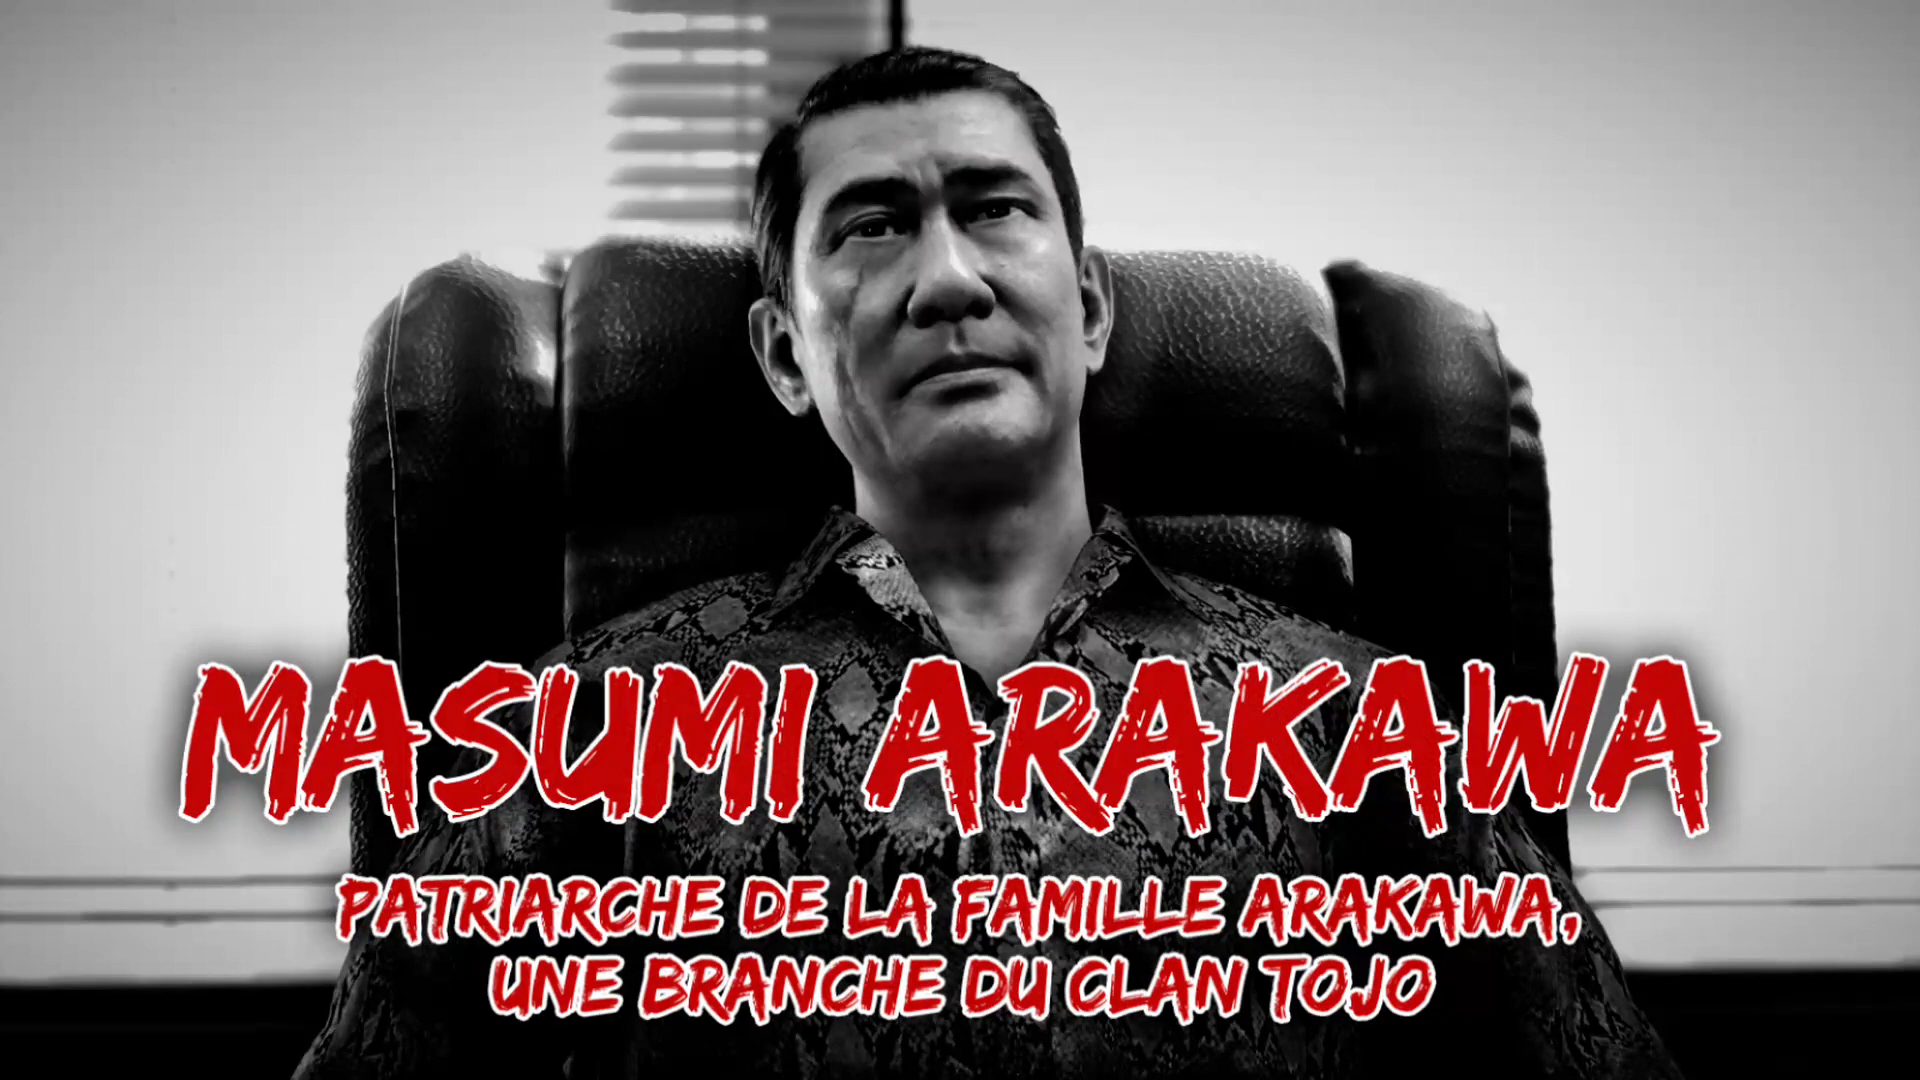 MASUMI ARAKAWA
PATRIARCHE DE LA FAMILLE ARAKAWA,
UNE BRANCHE DU CLAN TOJO